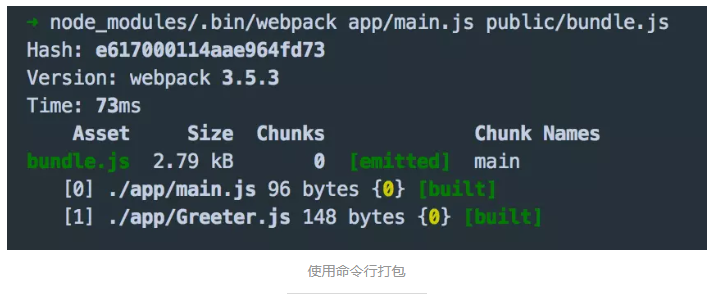 → node_modules/.bin/webpack app/main.js public/bundle.js
Hash: e617000114aae964fd73
Version: webpack 3.5.3
Time: 73ms
Asset Size Chunks Chunk Names
bundle.js 2.79 kB 0 [emitted] main
[0] ./app/main.js 96 bytes {0} [built]
[1] ./app/Greeter.js 148 bytes {0} [built]
使用命令行打包